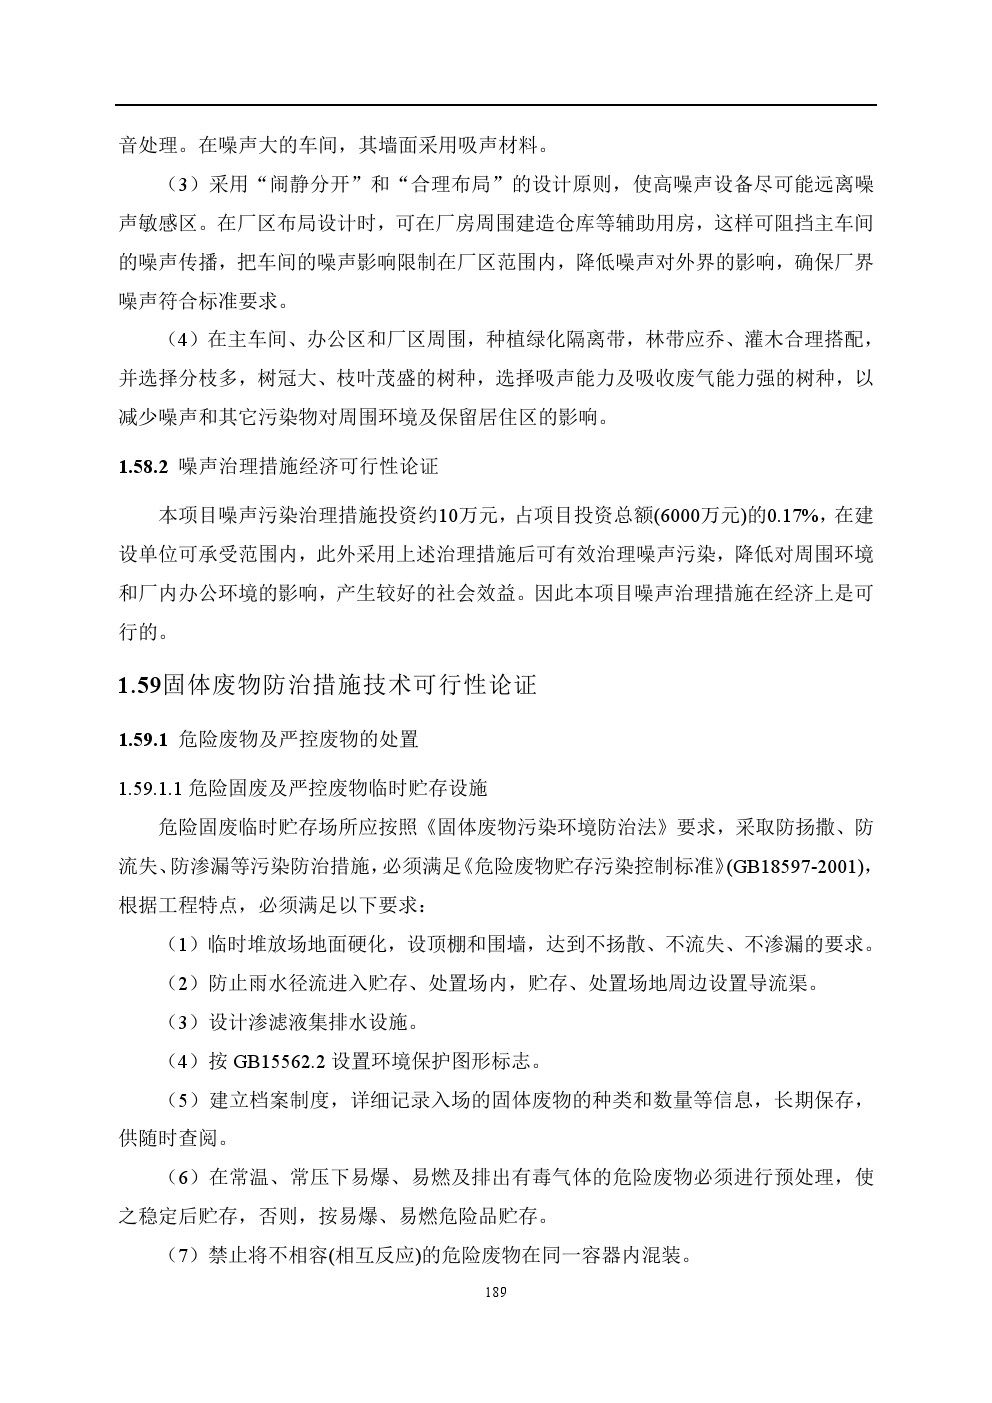 音处理。在噪声大的车间，其墙面采用吸声材料。
（3）采用“闹静分开”和“合理布局”的设计原则，使高噪声设备尽可能远离噪
声敏感区。在厂区布局设计时，可在厂房周围建造仓库等辅助用房，这样可阻挡主车间
的噪声传播，把车间的噪声影响限制在厂区范围内，降低噪声对外界的影响，确保厂界
噪声符合标准要求。
（4）在主车间、办公区和厂区周围，种植绿化隔离带，林带应乔、灌木合理搭配，
并选择分枝多，树冠大、枝叶茂盛的树种，选择吸声能力及吸收废气能力强的树种，以
减少噪声和其它污染物对周围环境及保留居住区的影响。
1.58.2 噪声治理措施经济可行性论证
本项目噪声污染治理措施投资约10万元，占项目投资总额(6000万元)的0.17%，在建
设单位可承受范围内，此外采用上述治理措施后可有效治理噪声污染，降低对周围环境
和厂内办公环境的影响，产生较好的社会效益。因此本项目噪声治理措施在经济上是可
行的。
1.59固体废物防治措施技术可行性论证
1.59.1 危险废物及严控废物的处置
1.59.1.1 危险固废及严控废物临时贮存设施
危险固废临时贮存场所应按照《固体废物污染环境防治法》要求，采取防扬撒、防
流失、防渗漏等污染防治措施，必须满足《危险废物贮存污染控制标准》(GB18597-2001)，
根据工程特点，必须满足以下要求：
（1）临时堆放场地面硬化，设顶棚和围墙，达到不扬散、不流失、不渗漏的要求。
（2）防止雨水径流进入贮存、处置场内，贮存、处置场地周边设置导流渠。
（3）设计渗滤液集排水设施。
（4）按 GB15562.2 设置环境保护图形标志。
（5）建立档案制度，详细记录入场的固体废物的种类和数量等信息，长期保存，
供随时查阅。
（6）在常温、常压下易爆、易燃及排出有毒气体的危险废物必须进行预处理，使
之稳定后贮存，否则，按易爆、易燃危险品贮存。
（7）禁止将不相容(相互反应)的危险废物在同一容器内混装。
189